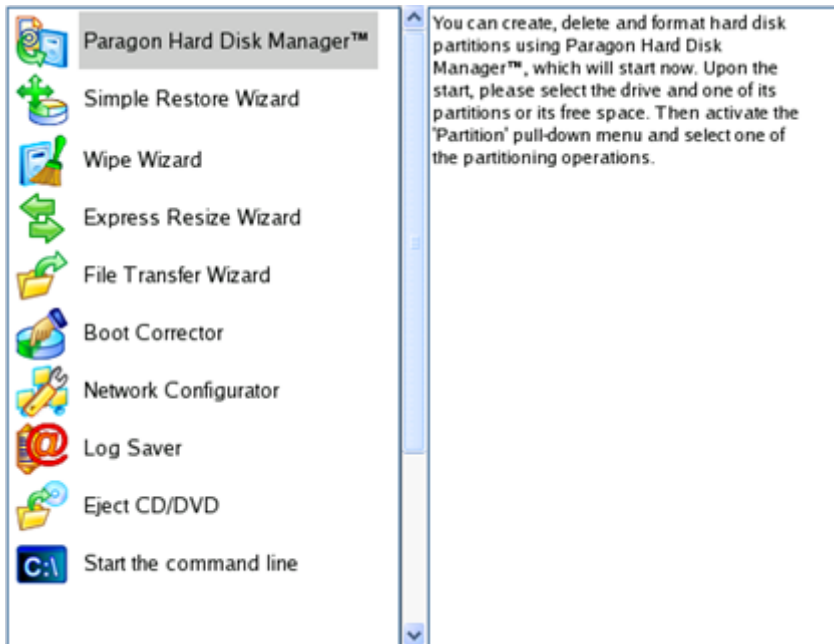 Paragon Hard Disk Manager™
Simple Restore Wizard
Wipe Wizard
Express Resize Wizard
File Transfer Wizard
Boot Corrector
Network Configurator
Log Saver
Eject CD/DVD
C:\
Start the command line
You can create, delete and format hard disk
partitions using Paragon Hard Disk
Manager™, which will start now. Upon the
start, please select the drive and one of its
partitions or its free space. Then activate the
'Partition' pull-down menu and select one of
the partitioning operations.